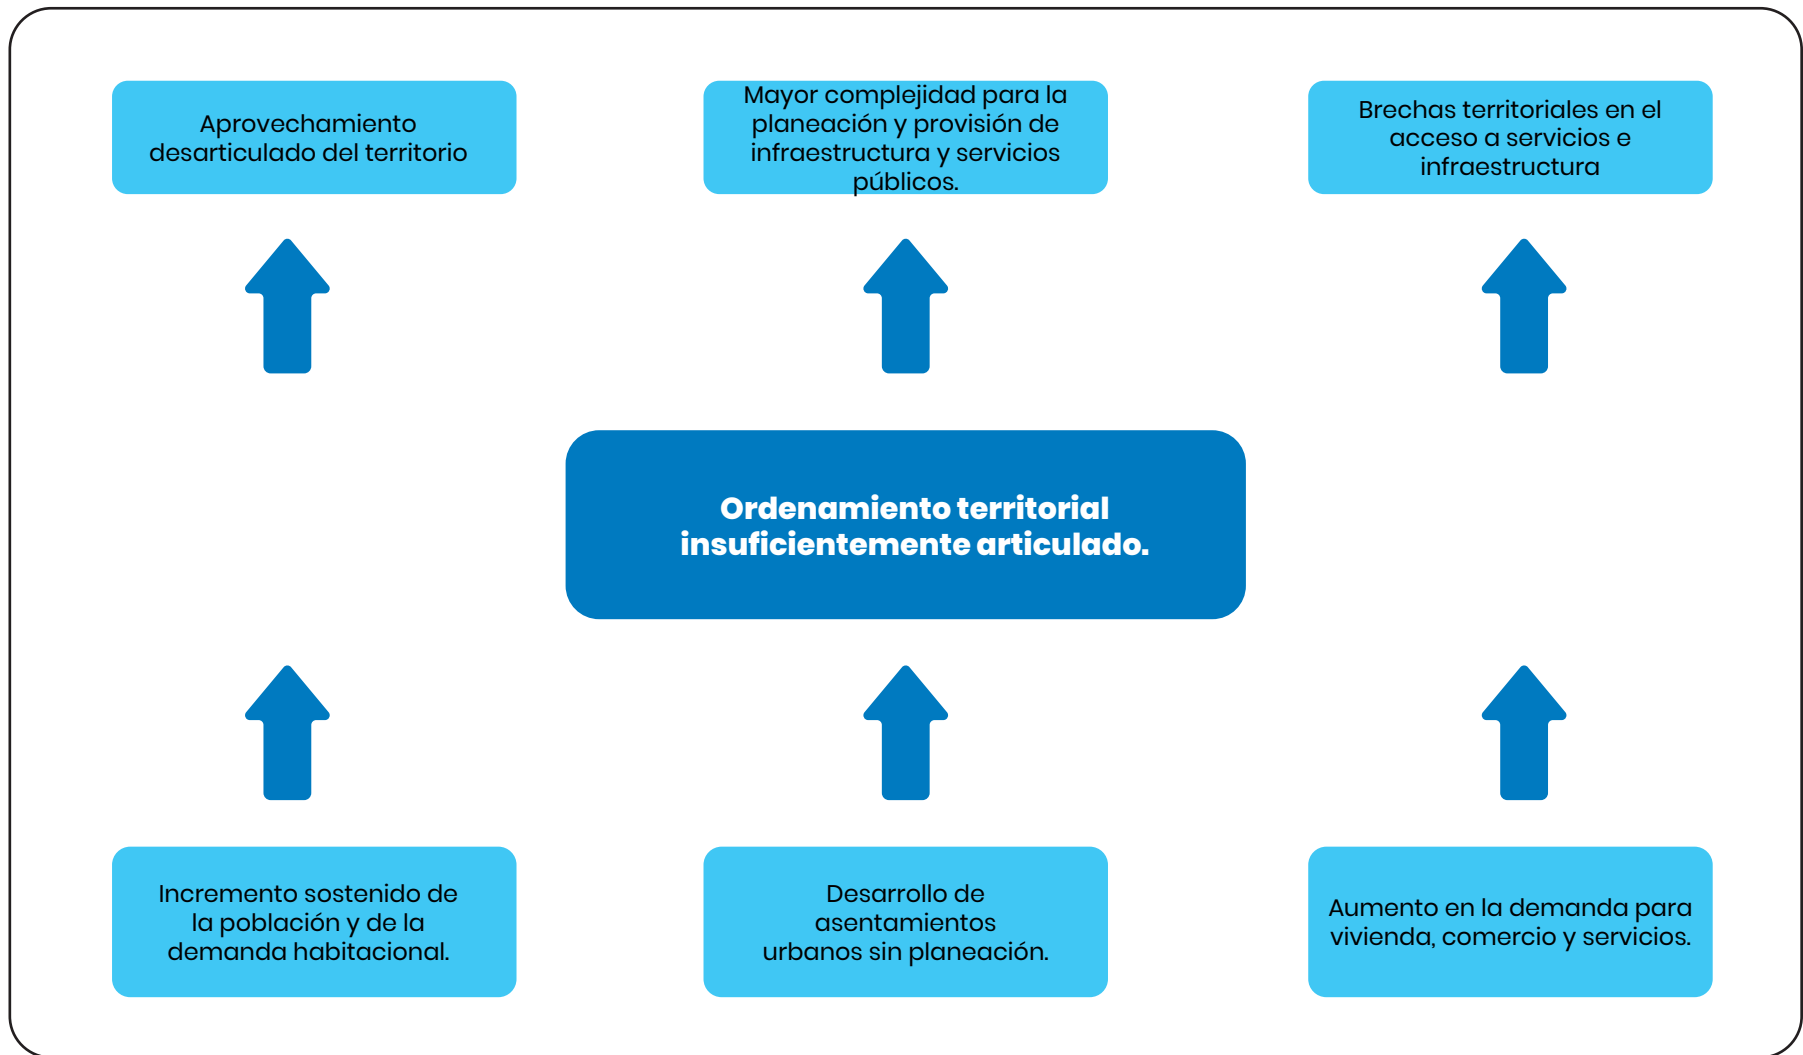 Aprovechamiento
desarticulado del territorio
Mayor complejidad para la
planeación y provisión de
infraestructura y servicios
públicos.
Brechas territoriales en el
acceso a servicios e
infraestructura
Ordenamiento territorial
insuficientemente articulado.
Incremento sostenido de
la población y de la
demanda habitacional.
Desarrollo de
asentamientos
urbanos sin planeación.
Aumento en la demanda para
vivienda, comercio y servicios.